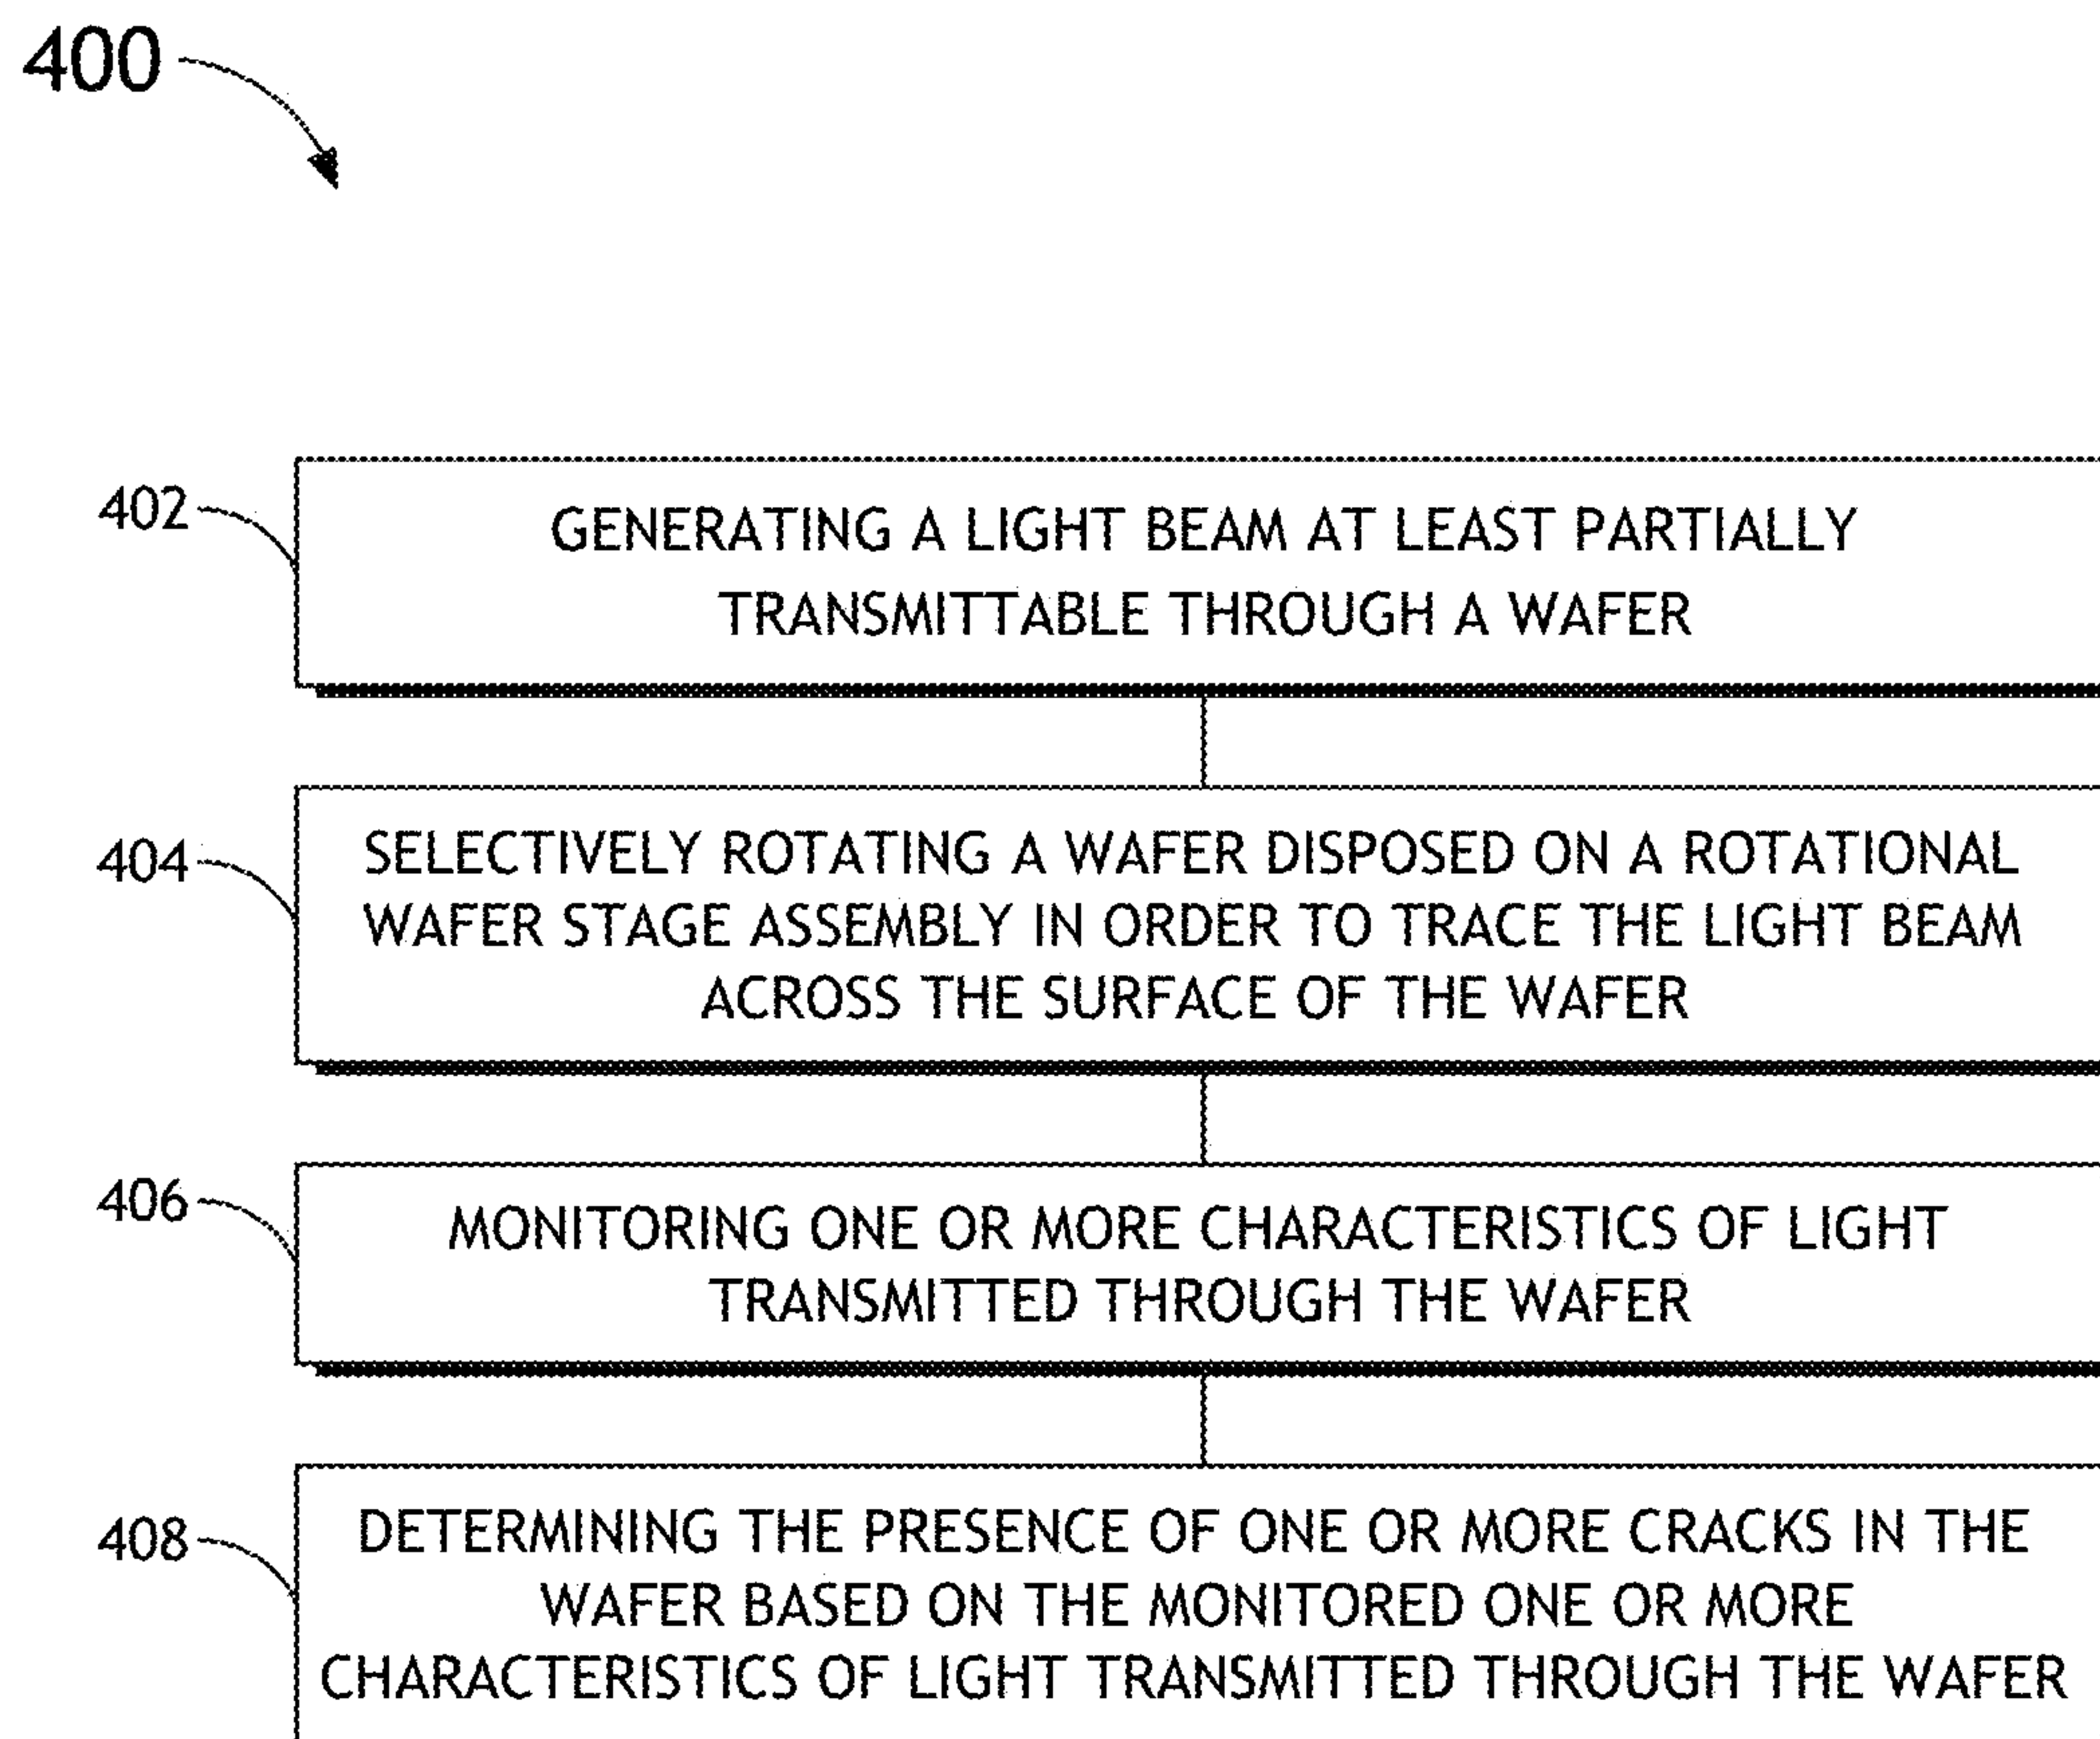 400
402
GENERATING A LIGHT BEAM AT LEAST PARTIALLY
TRANSMITTABLE THROUGH A WAFER
404
SELECTIVELY ROTATING A WAFER DISPOSED ON A ROTATIONAL
WAFER STAGE ASSEMBLY IN ORDER TO TRACE THE LIGHT BEAM
ACROSS THE SURFACE OF THE WAFER
406
MONITORING ONE OR MORE CHARACTERISTICS OF LIGHT
TRANSMITTED THROUGH THE WAFER
408
DETERMINING THE PRESENCE OF ONE OR MORE CRACKS IN THE
WAFER BASED ON THE MONITORED ONE OR MORE
CHARACTERISTICS OF LIGHT TRANSMITTED THROUGH THE WAFER